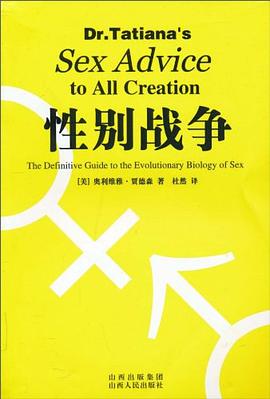 Dr.Tatiana's
Sex Advice
to All Creation
性别战争
The Definitive Guide to the Evolutionary Biology of Sex
[美] 奥利维雅·贾德森 著 杜然 译
山西出版集团
山西人民出版社